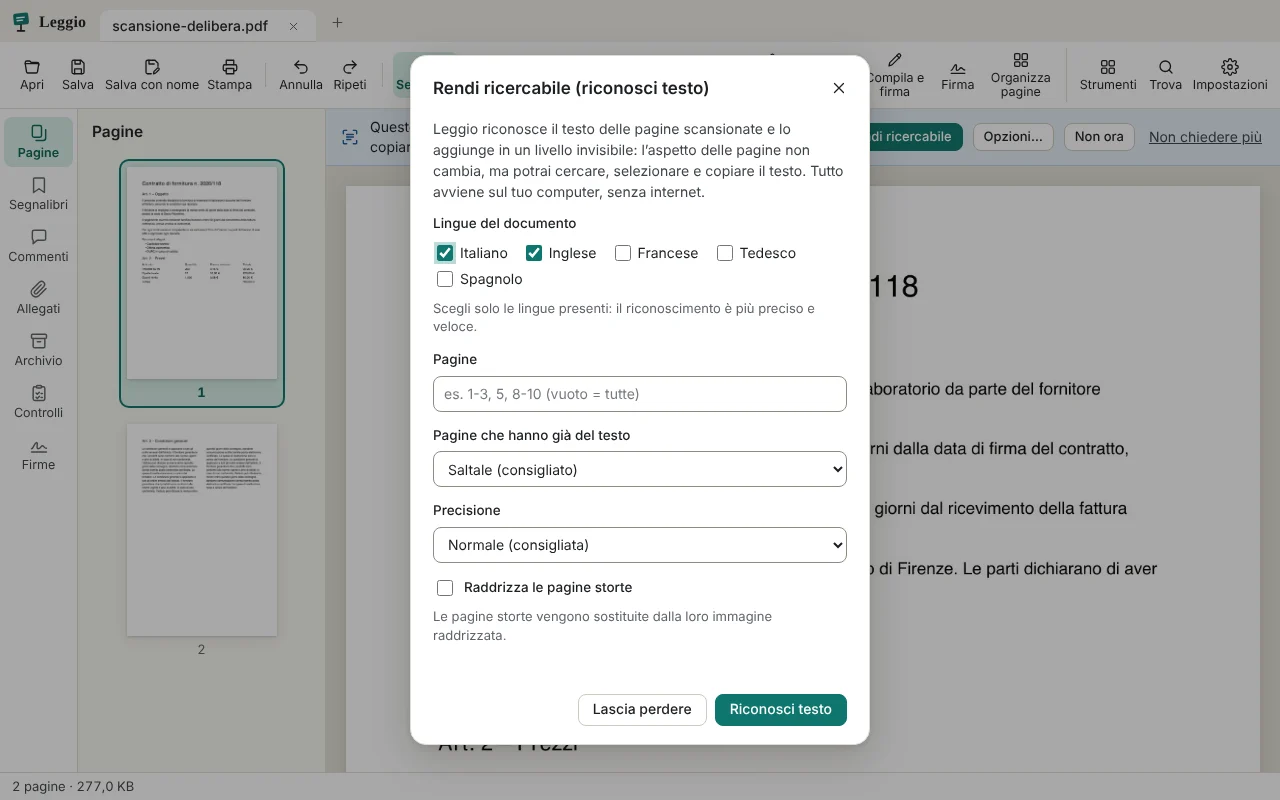 Leggio
scansione-delibera.pdf
Apri
Salva
Salva con nome
Stampa
Annulla
Ripeti
Compila e firma
Firma
Organizza pagine
Strumenti
Trova
Impostazioni
Pagine
Segnalibri
Commenti
Allegati
Archivio
Controlli
Firme
Pagine
Contratto di fornitura n. 2026/118
1
2
ricercabile
Opzioni...
Non ora
Non chiedere più
Rendi ricercabile (riconosci testo)
Leggio riconosce il testo delle pagine scansionate e lo
aggiunge in un livello invisibile: l'aspetto delle pagine non
cambia, ma potrai cercare, selezionare e copiare il testo. Tutto
avviene sul tuo computer, senza internet.
Lingue del documento
Italiano
Inglese
Francese
Tedesco
Spagnolo
Scegli solo le lingue presenti: il riconoscimento è più preciso e
veloce.
Pagine
es. 1-3, 5, 8-10 (vuoto = tutte)
Pagine che hanno già del testo
Saltale (consigliato)
Precisione
Normale (consigliata)
Raddrizza le pagine storte
Le pagine storte vengono sostituite dalla loro immagine
raddrizzata.
Lascia perdere
Riconosci testo
118
aboratorio da parte del fornitore
rni dalla data di firma del contratto,
giorni dal ricevimento della fattura
o di Firenze. Le parti dichiarano di aver
Art. 2 – Prezzi
2 pagine · 277,0 KB